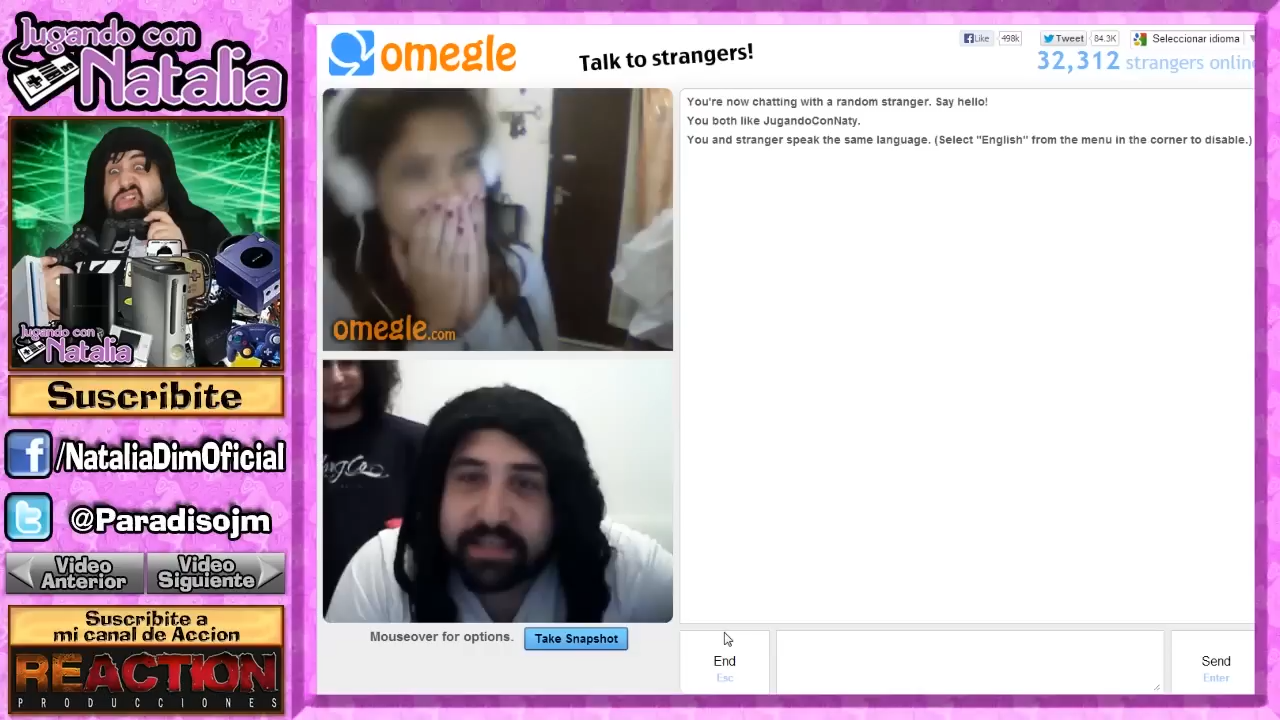 Jugando con
Natalia
Jugando con
Natalia
Suscribite
/NataliaDimOficial
@Paradisojm
Video
Anterior
Video
Siguiente
Suscribite a
mi canal de Accion
REACTION
PRODUCCIONES
omegle
Talk to strangers!
Like
498k
Tweet
84.3K
Seleccionar idioma
32,312 strangers online
You're now chatting with a random stranger. Say hello!
You both like JugandoConNaty.
You and stranger speak the same language. (Select "English" from the menu in the corner to disable.)
omegle.com
Mouseover for options.
Take Snapshot
End
Esc
Send
Enter